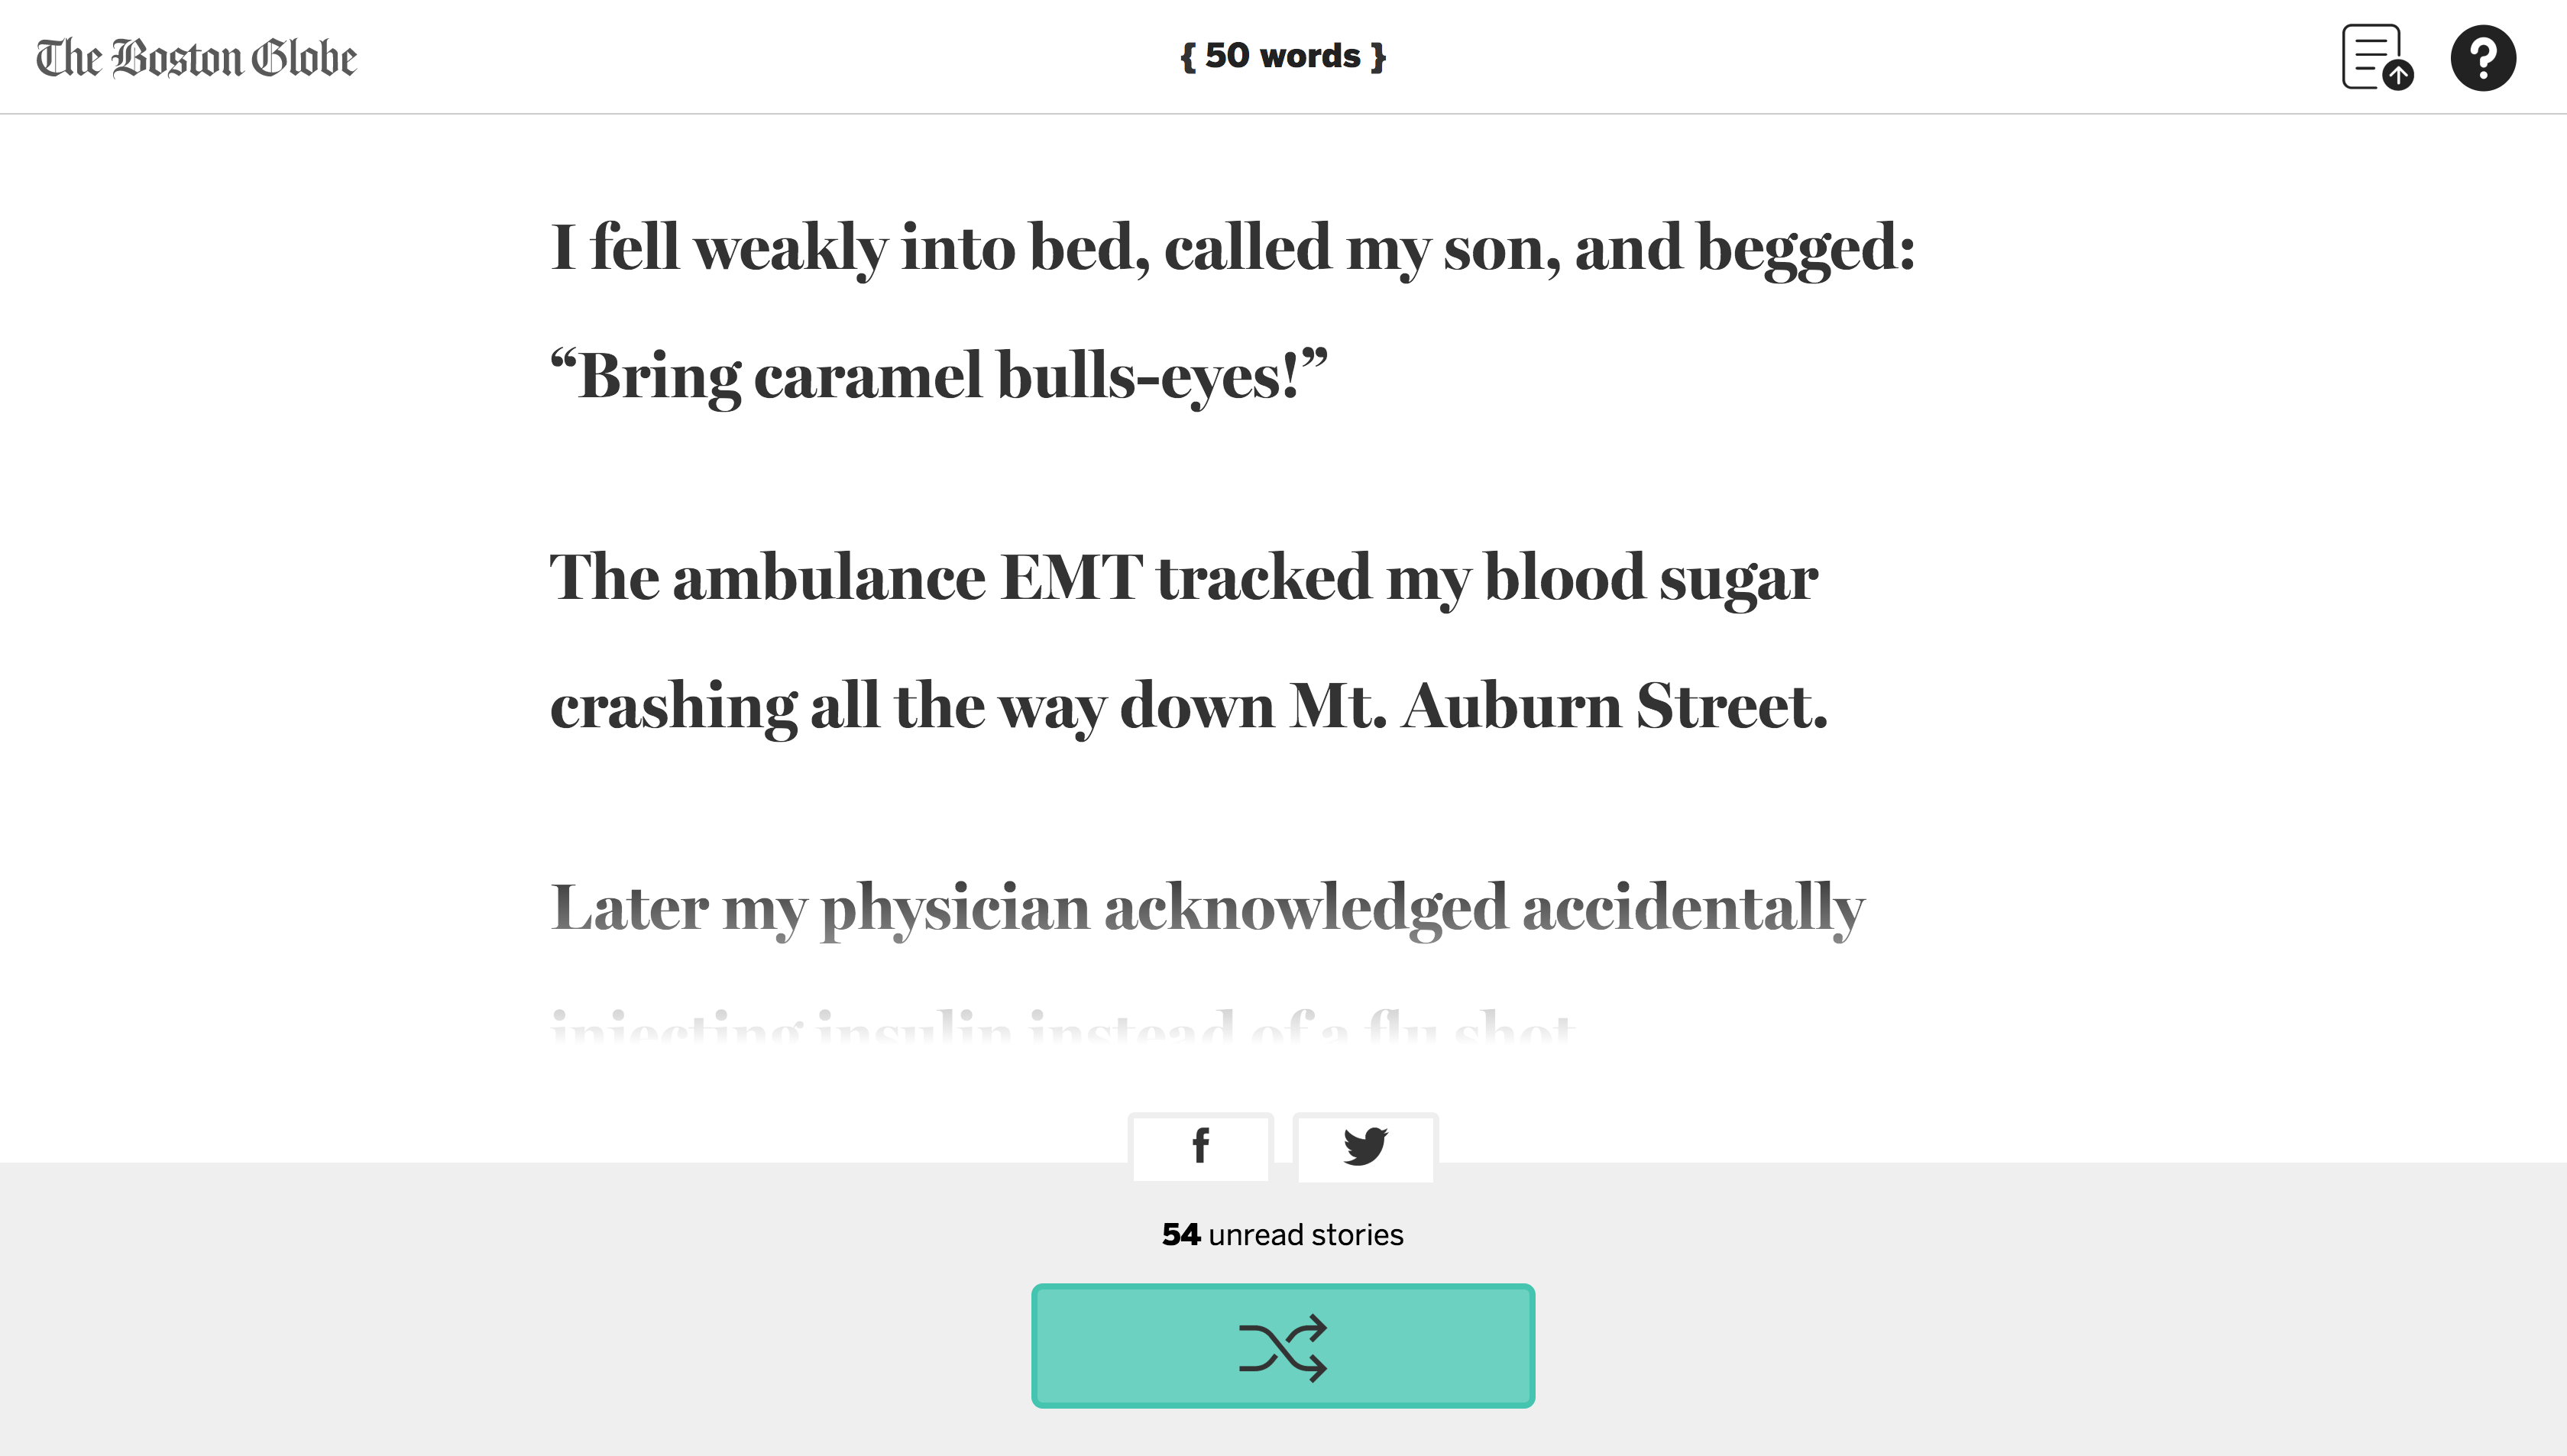 The Boston Globe
{ 50 words }
I fell weakly into bed, called my son, and begged:
“Bring caramel bulls-eyes!”
The ambulance EMT tracked my blood sugar
crashing all the way down Mt. Auburn Street.
Later my physician acknowledged accidentally
injecting insulin instead of a flu shot
54 unread stories